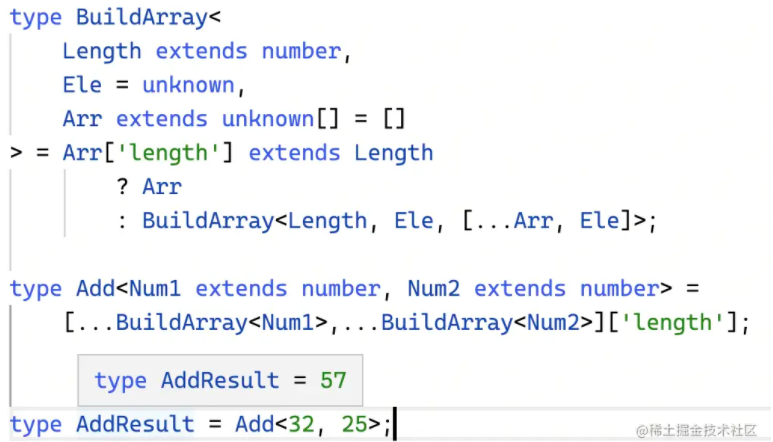 type BuildArray<
    Length extends number,
    Ele = unknown,
    Arr extends unknown[] = []
> = Arr['length'] extends Length
        ? Arr
        : BuildArray<Length, Ele, [...Arr, Ele]>;

type Add<Num1 extends number, Num2 extends number> =
    [...BuildArray<Num1>,...BuildArray<Num2>]['length'];
type AddResult = 57
type AddResult = Add<32, 25>;
@稀土掘金技术社区